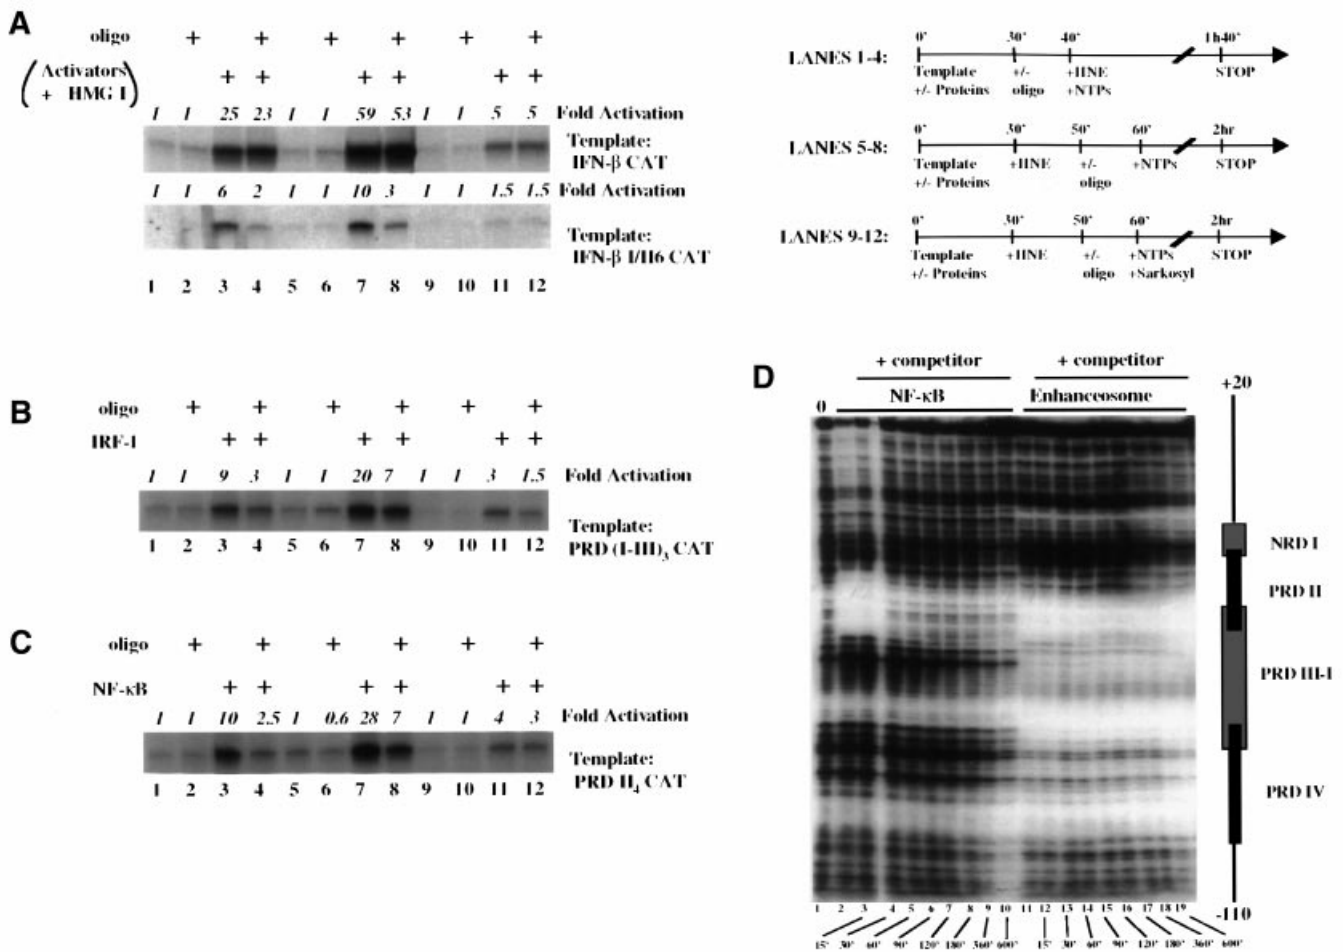 A
oligo + + + + + +
(Activators + HMG I) + + + + + +
1 1 25 23 1 1 59 53 1 1 5 5 Fold Activation
Template:
IFN-β CAT
1 1 6 2 1 1 10 3 1 1 1.5 1.5 Fold Activation
Template:
IFN-β I/H6 CAT
1 2 3 4 5 6 7 8 9 10 11 12
LANES 1-4:
0' 30' 40' 1h40'
Template +/- +HNE STOP
+/- Proteins oligo +NTPs
LANES 5-8:
0' 30' 50' 60' 2hr
Template +HNE +/- +NTPs STOP
+/- Proteins oligo
LANES 9-12:
0' 30' 50' 60' 2hr
Template +HNE +/- +NTPs STOP
+/- Proteins oligo +Sarkosyl
B
oligo + + + + + +
IRF-1 + + + + + +
1 1 9 3 1 1 20 7 1 1 3 1.5 Fold Activation
Template:
PRD (I-III)3 CAT
1 2 3 4 5 6 7 8 9 10 11 12
C
oligo + + + + + +
NF-κB + + + + + +
1 1 10 2.5 1 0.6 28 7 1 1 4 3 Fold Activation
Template:
PRD II4 CAT
1 2 3 4 5 6 7 8 9 10 11 12
D
+ competitor + competitor
0 NF-κB Enhanceosome
+20
NRD I
PRD II
PRD III-I
PRD IV
-110
1 2 3 4 5 6 7 8 9 10 11 12 13 14 15 16 17 18 19
15' 30' 60' 90' 120' 180' 360' 600' 15' 30' 60' 90' 120' 180' 360' 600'